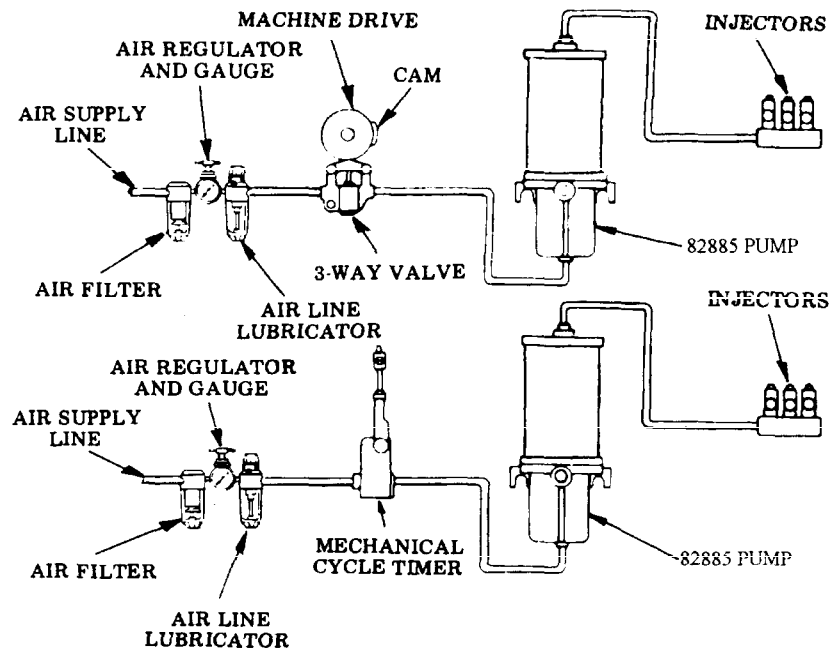 MACHINE DRIVE
AIR REGULATOR
AND GAUGE
CAM
INJECTORS
AIR SUPPLY
LINE
82885 PUMP
3-WAY VALVE
AIR FILTER
AIR LINE
LUBRICATOR
INJECTORS
AIR REGULATOR
AND GAUGE
AIR SUPPLY
LINE
MECHANICAL
CYCLE TIMER
82885 PUMP
AIR FILTER
AIR LINE
LUBRICATOR